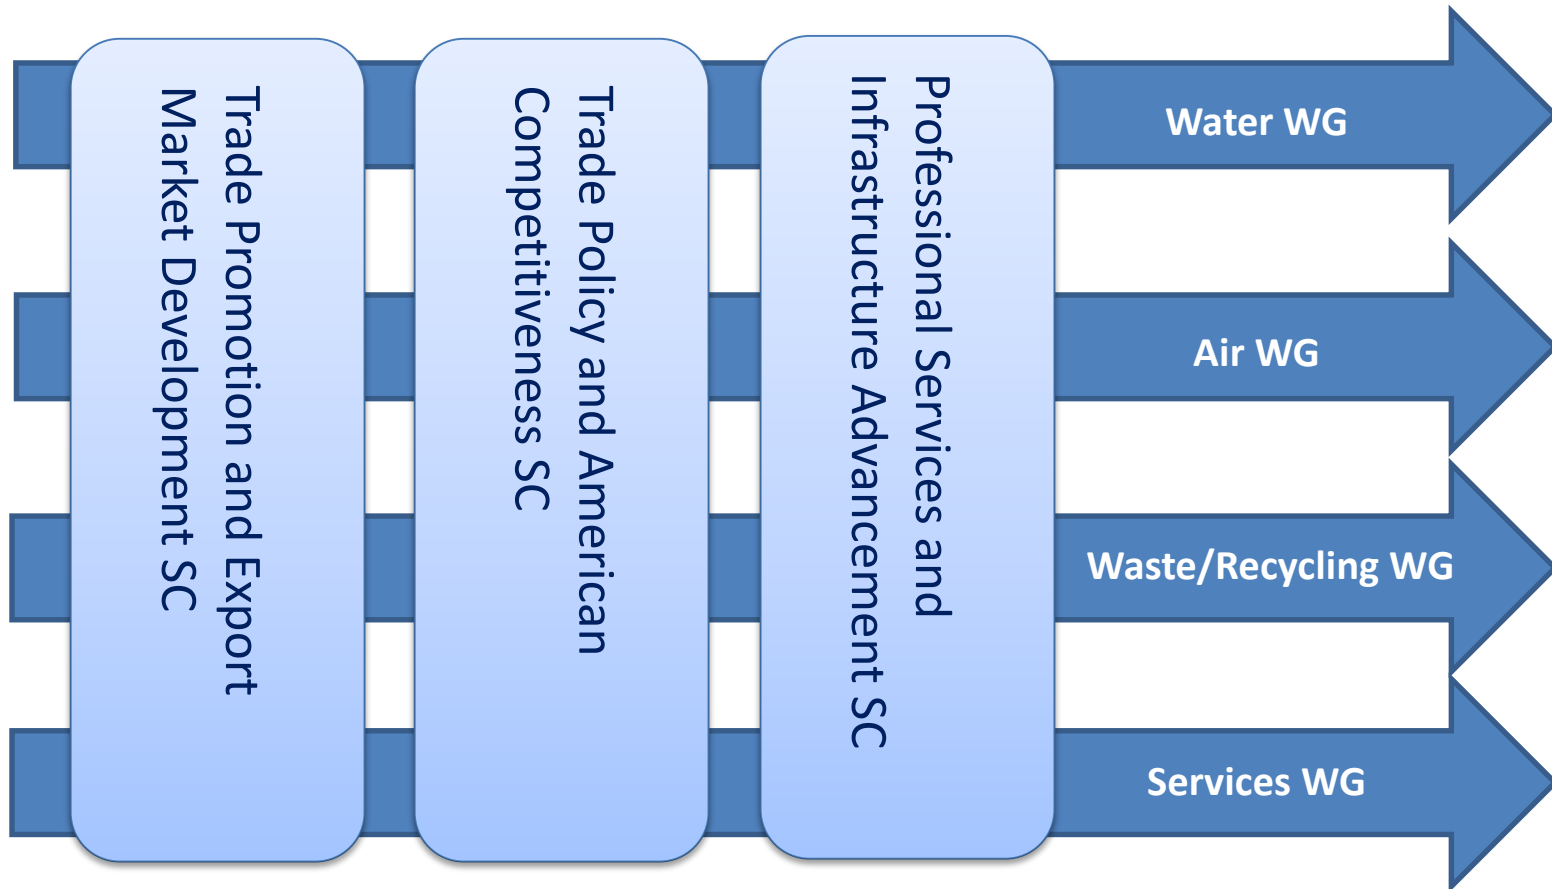 Trade Promotion and Export
Market Development SC
Trade Policy and American
Competitiveness SC
Professional Services and
Infrastructure Advancement SC
Water WG
Air WG
Waste/Recycling WG
Services WG